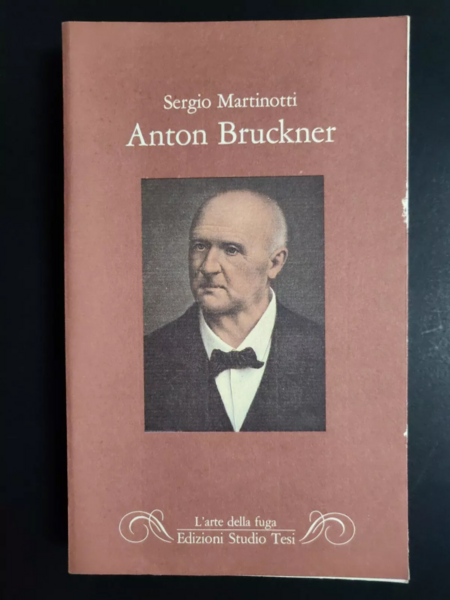 Sergio Martinotti
Anton Bruckner
L'arte della fuga
Edizioni Studio Tesi